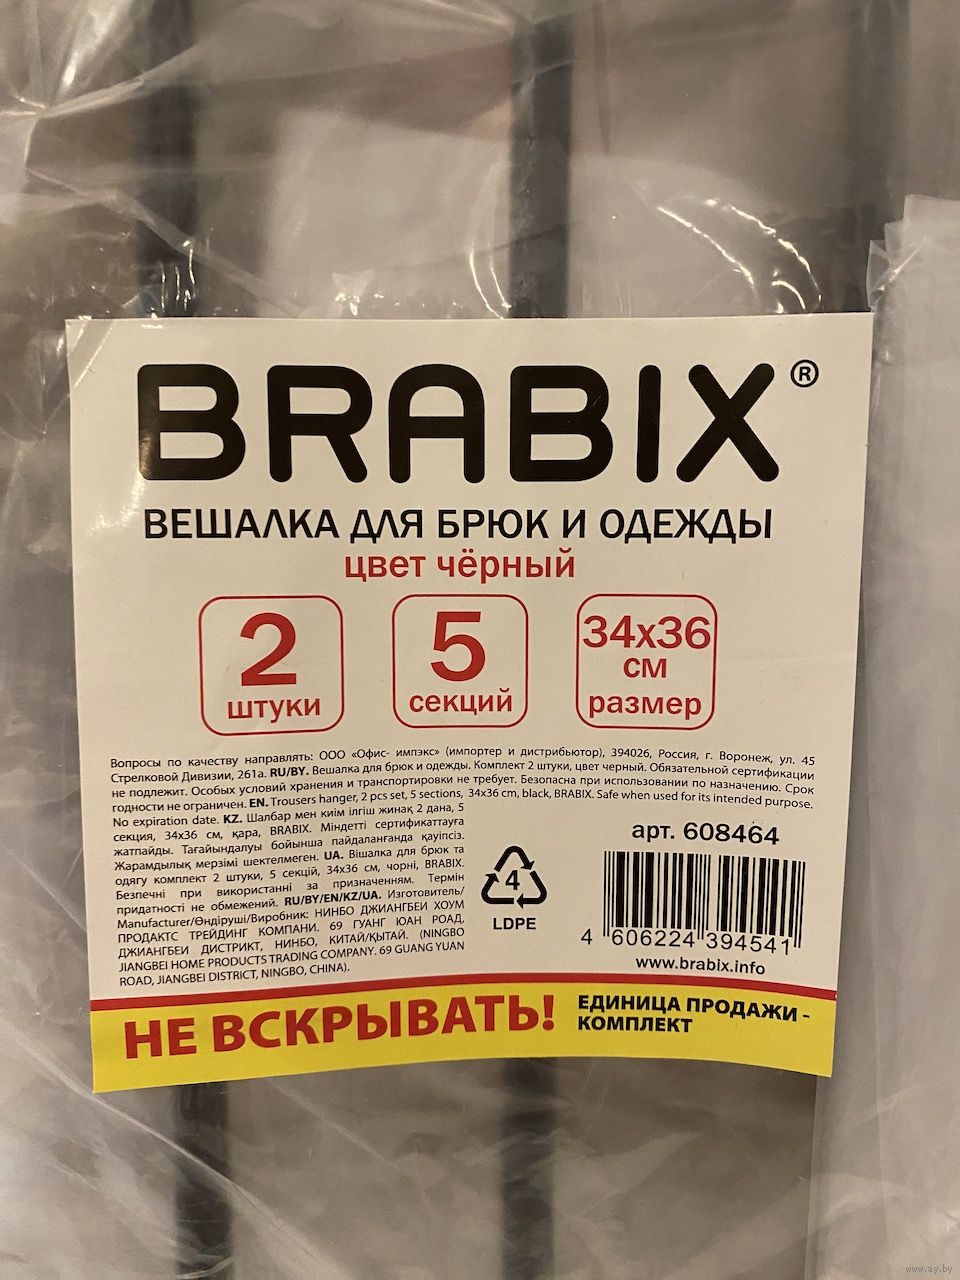 BRABIX®
ВЕШАЛКА ДЛЯ БРЮК И ОДЕЖДЫ
цвет чёрный
2
штуки
5
секций
34х36
см
размер
Вопросы по качеству направлять: ООО «Офис- импэкс» (импортер и дистрибьютор), 394026, Россия, г. Воронеж, ул. 45
Стрелковой Дивизии, 261а. RU/BY. Вешалка для брюк и одежды. Комплект 2 штуки, цвет черный. Обязательной сертификации
не подлежит. Особых условий хранения и транспортировки не требует. Безопасна при использовании по назначению. Срок
годности не ограничен. EN. Trousers hanger, 2 pcs set, 5 sections, 34x36 cm, black, BRABIX. Safe when used for its intended purpose.
No expiration date. KZ. Шалбар мен киім ілгіш жинақ 2 дана, 5
секция, 34х36 см, қара, BRABIX. Міндетті сертификаттауға
жатпайды. Тағайындалуы бойынша пайдаланғанда қауіпсіз.
Жарамдылық мерзімі шектелмеген. UA. Вішалка для брюк та
одягу комплект 2 штуки, 5 секцій, 34х36 см, чорні, BRABIX.
Безпечні при використанні за призначенням. Термін
придатності не обмежений. RU/BY/EN/KZ/UA. Изготовитель/
Manufacturer/Өндіруші/Виробник: НИНБО ДЖИАНГБЕИ ХОУМ
ПРОДАКТС ТРЕЙДИНГ КОМПАНИ. 69 ГУАНГ ЮАН РОАД,
ДЖИАНГБЕИ ДИСТРИКТ, НИНБО, КИТАЙ/ҚЫТАЙ. (NINGBO
JIANGBEI HOME PRODUCTS TRADING COMPANY. 69 GUANG YUAN
ROAD, JIANGBEI DISTRICT, NINGBO, CHINA).
4
LDPE
арт. 608464
4 606224 394541
www.brabix.info
НЕ ВСКРЫВАТЬ!
ЕДИНИЦА ПРОДАЖИ -
КОМПЛЕКТ
www.ay.by